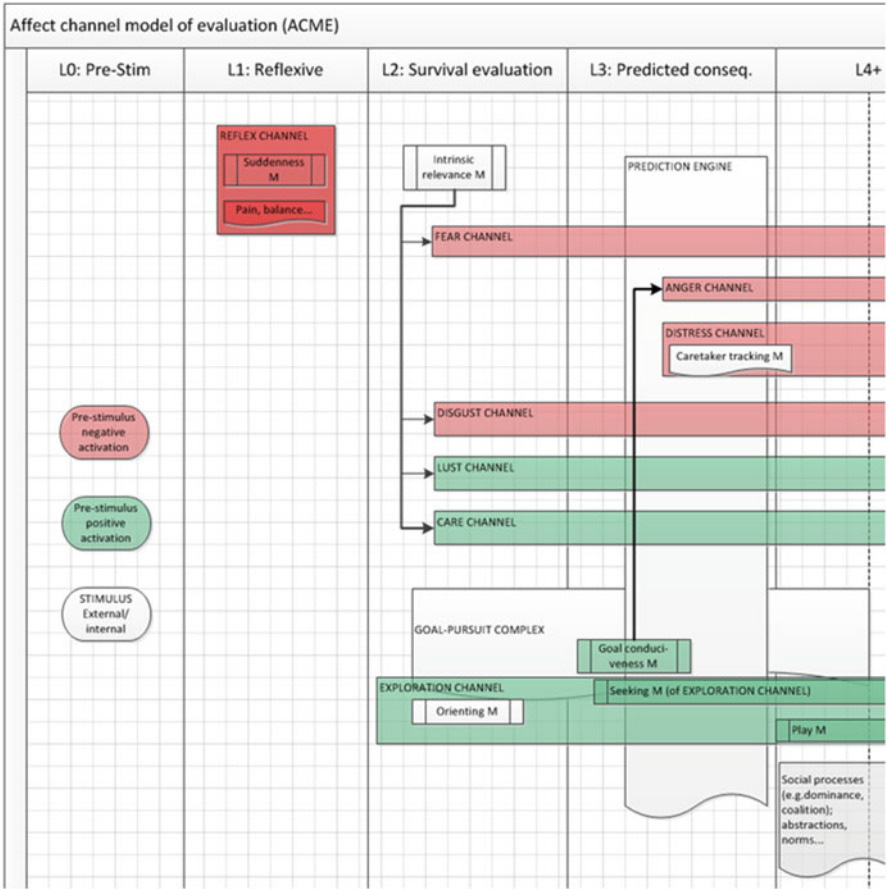 Affect channel model of evaluation (ACME)
L0: Pre-Stim
L1: Reflexive
L2: Survival evaluation
L3: Predicted conseq.
L4+
REFLEX CHANNEL
Suddenness
M
Pain, balance...
Intrinsic
relevance M
PREDICTION ENGINE
FEAR CHANNEL
ANGER CHANNEL
DISTRESS CHANNEL
Caretaker tracking M
Pre-stimulus
negative
activation
DISGUST CHANNEL
LUST CHANNEL
Pre-stimulus
positive
activation
CARE CHANNEL
STIMULUS
External/
internal
GOAL-PURSUIT COMPLEX
Goal conduci-
veness M
EXPLORATION CHANNEL
Seeking M (of EXPLORATION CHANNEL)
Orienting M
Play M
Social processes
(e.g.dominance,
coalition);
abstractions,
norms...